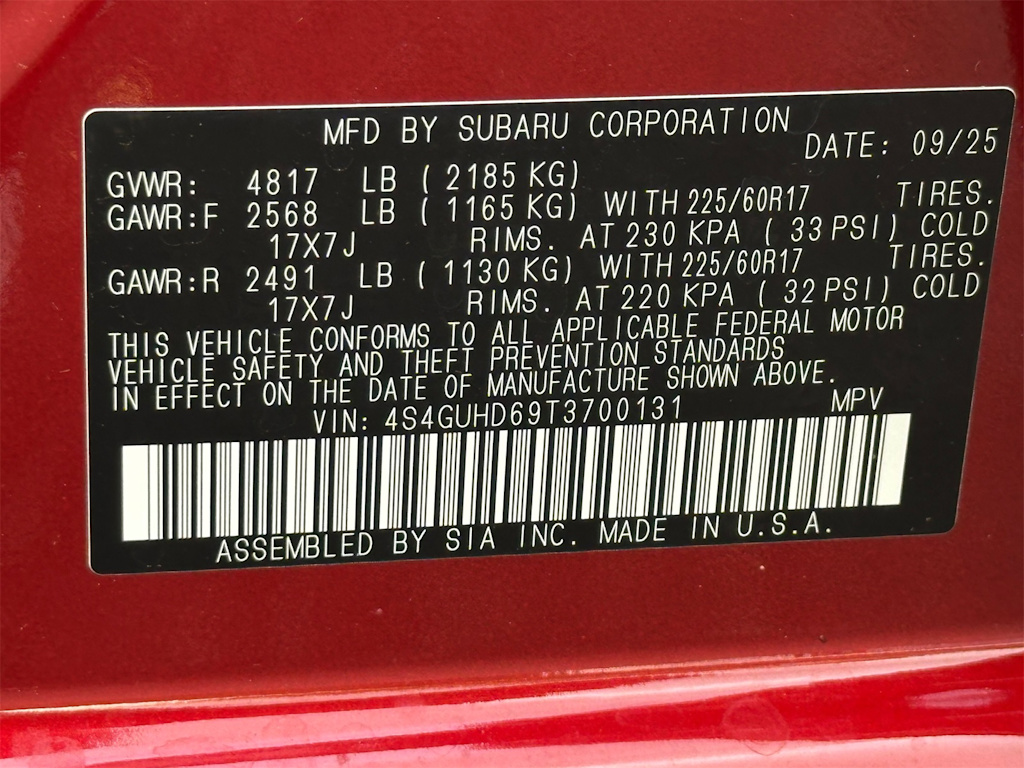 MFD BY SUBARU CORPORATION
DATE: 09/25
GVWR: 4817 LB ( 2185 KG)
GAWR:F 2568 LB ( 1165 KG) WITH 225/60R17 TIRES.
17X7J RIMS. AT 230 KPA ( 33 PSI) COLD
GAWR:R 2491 LB ( 1130 KG) WITH 225/60R17 TIRES.
17X7J RIMS. AT 220 KPA ( 32 PSI) COLD
THIS VEHICLE CONFORMS TO ALL APPLICABLE FEDERAL MOTOR
VEHICLE SAFETY AND THEFT PREVENTION STANDARDS
IN EFFECT ON THE DATE OF MANUFACTURE SHOWN ABOVE.
VIN: 4S4GUHD69T3700131 MPV
ASSEMBLED BY SIA INC. MADE IN U.S.A.